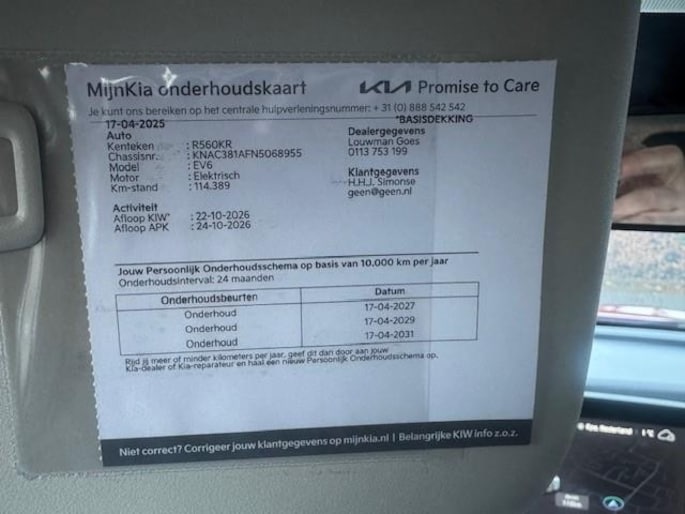 MijnKia onderhoudskaart
KIA Promise to Care
Je kunt ons bereiken op het centrale hulpverleningsnummer: + 31 (0) 888 542 542
17-04-2025
*BASISDEKKING
Auto
Kenteken : R560KR
Chassisnr. : KNAC381AFN5068955
Model : EV6
Motor : Elektrisch
Km-stand : 114.389
Dealergegevens
Louwman Goes
0113 753 199
Klantgegevens
H.H.J. Simonse
geen@geen.nl
Activiteit
Afloop KIW* : 22-10-2026
Afloop APK : 24-10-2026
Jouw Persoonlijk Onderhoudsschema op basis van 10.000 km per jaar
Onderhoudsinterval: 24 maanden
Onderhoudsbeurten Datum
Onderhoud 17-04-2027
Onderhoud 17-04-2029
Onderhoud 17-04-2031
Rijd jij meer of minder kilometers per jaar, geef dit dan door aan jouw
Kia-dealer of Kia-reparateur en haal een nieuw Persoonlijk Onderhoudsschema op.
Niet correct? Corrigeer jouw klantgegevens op mijnkia.nl | Belangrijke KIW info z.o.z.